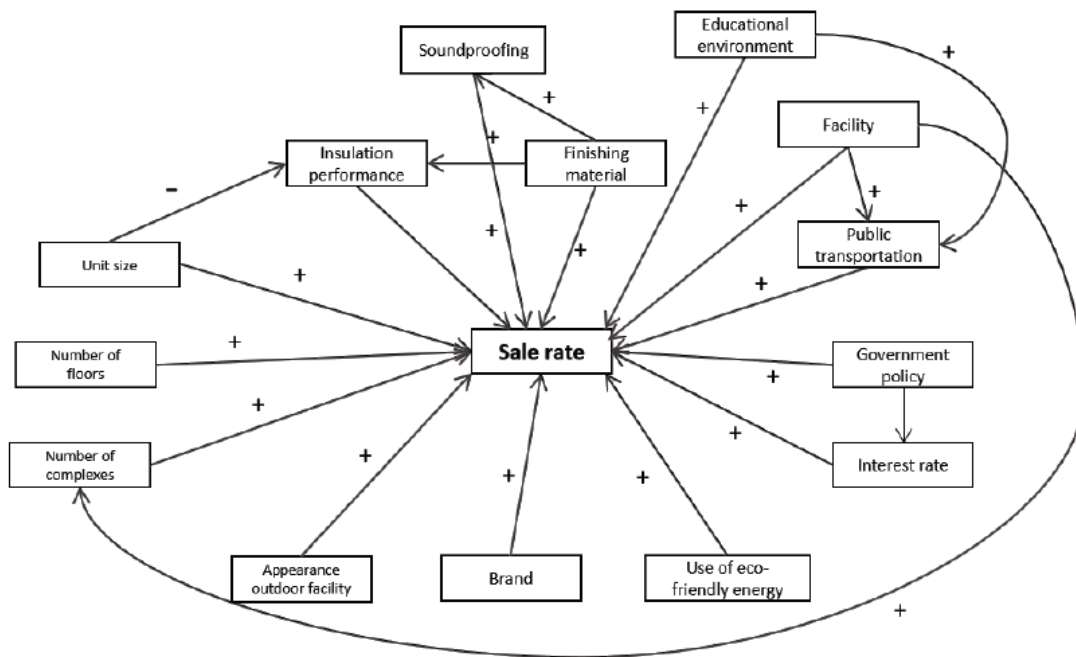 Educational
environment
+
Soundproofing
+
+
Facility
+
Insulation
performance
Finishing
material
+
−
+
+
Public
transportation
+
+
Unit size
+
+
Number of
floors
+
Sale rate
Government
policy
+
+
Number of
complexes
+
Interest rate
+
+
+
Appearance
outdoor facility
Brand
Use of eco-
friendly energy
+